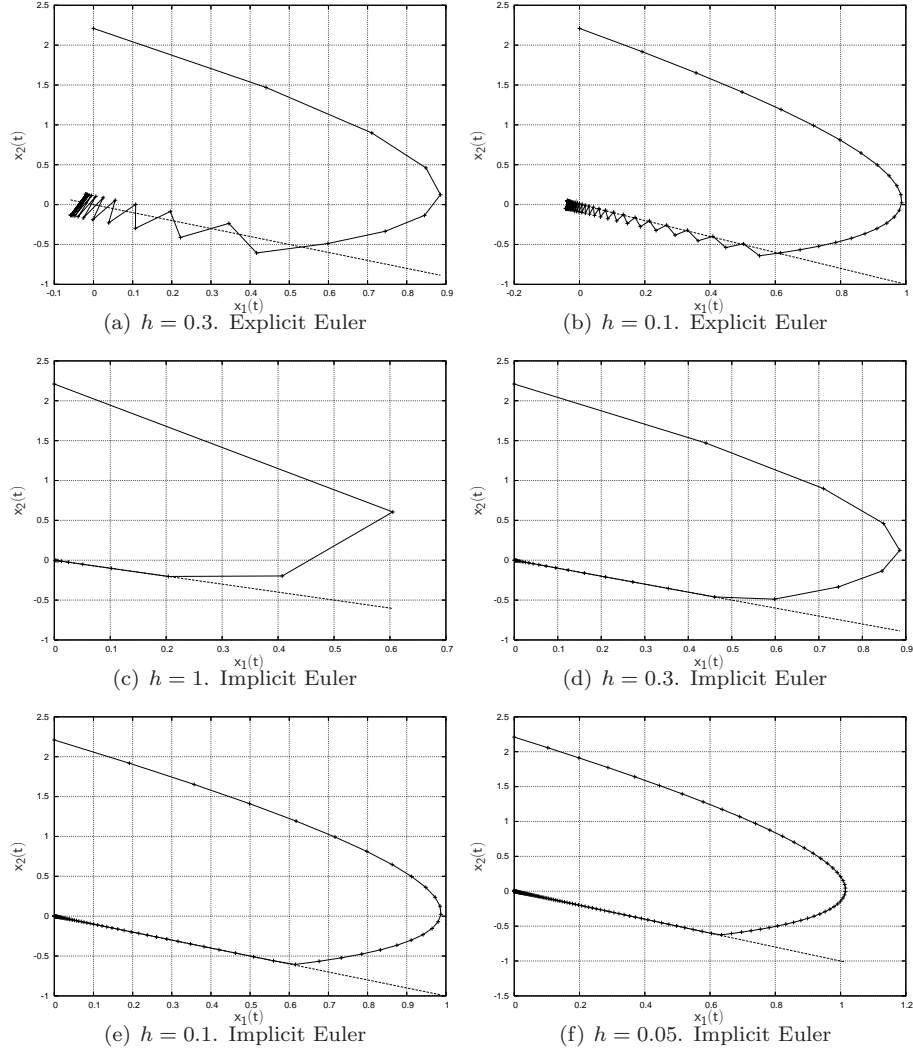 2.5
2
1.5
1
0.5
0
-0.5
-1
x₂(t)
-0.1 0 0.1 0.2 0.3 0.4 0.5 0.6 0.7 0.8 0.9
x₁(t)
(a) h = 0.3. Explicit Euler
2.5
2
1.5
1
0.5
0
-0.5
-1
x₂(t)
-0.2 0 0.2 0.4 0.6 0.8 1
x₁(t)
(b) h = 0.1. Explicit Euler
2.5
2
1.5
1
0.5
0
-0.5
-1
x₂(t)
0 0.1 0.2 0.3 0.4 0.5 0.6 0.7
x₁(t)
(c) h = 1. Implicit Euler
2.5
2
1.5
1
0.5
0
-0.5
-1
x₂(t)
0 0.1 0.2 0.3 0.4 0.5 0.6 0.7 0.8 0.9
x₁(t)
(d) h = 0.3. Implicit Euler
2.5
2
1.5
1
0.5
0
-0.5
-1
x₂(t)
0 0.1 0.2 0.3 0.4 0.5 0.6 0.7 0.8 0.9 1
x₁(t)
(e) h = 0.1. Implicit Euler
2.5
2
1.5
1
0.5
0
-0.5
-1
-1.5
x₂(t)
0 0.2 0.4 0.6 0.8 1 1.2
x₁(t)
(f) h = 0.05. Implicit Euler